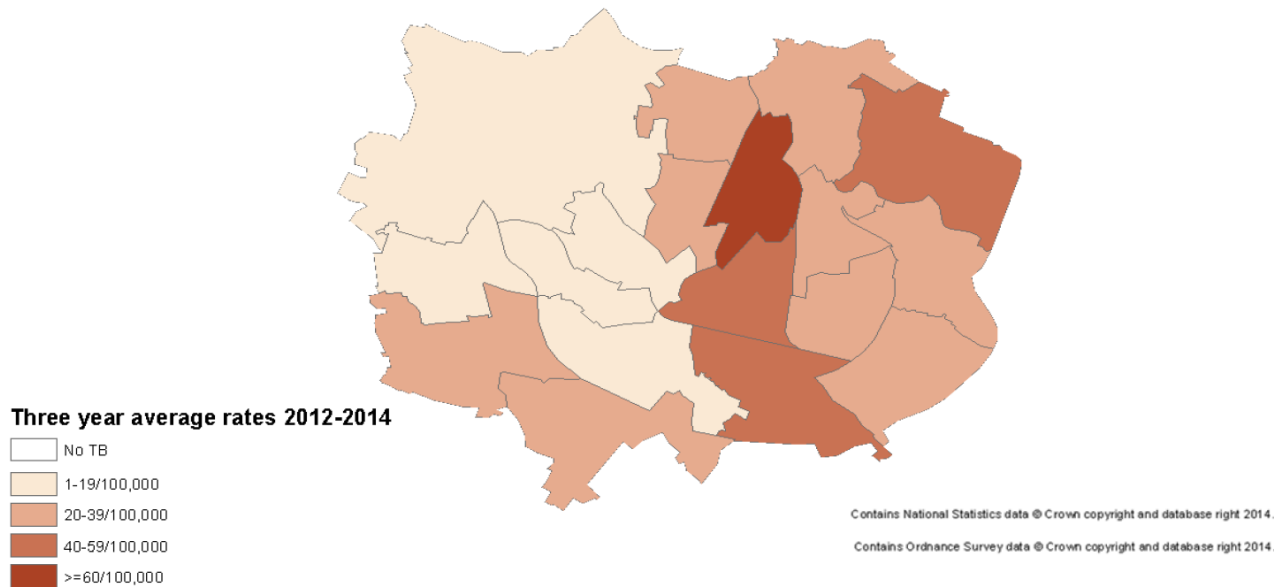 Three year average rates 2012-2014
No TB
1-19/100,000
20-39/100,000
40-59/100,000
>=60/100,000
Contains National Statistics data © Crown copyright and database right 2014.
Contains Ordnance Survey data © Crown copyright and database right 2014.